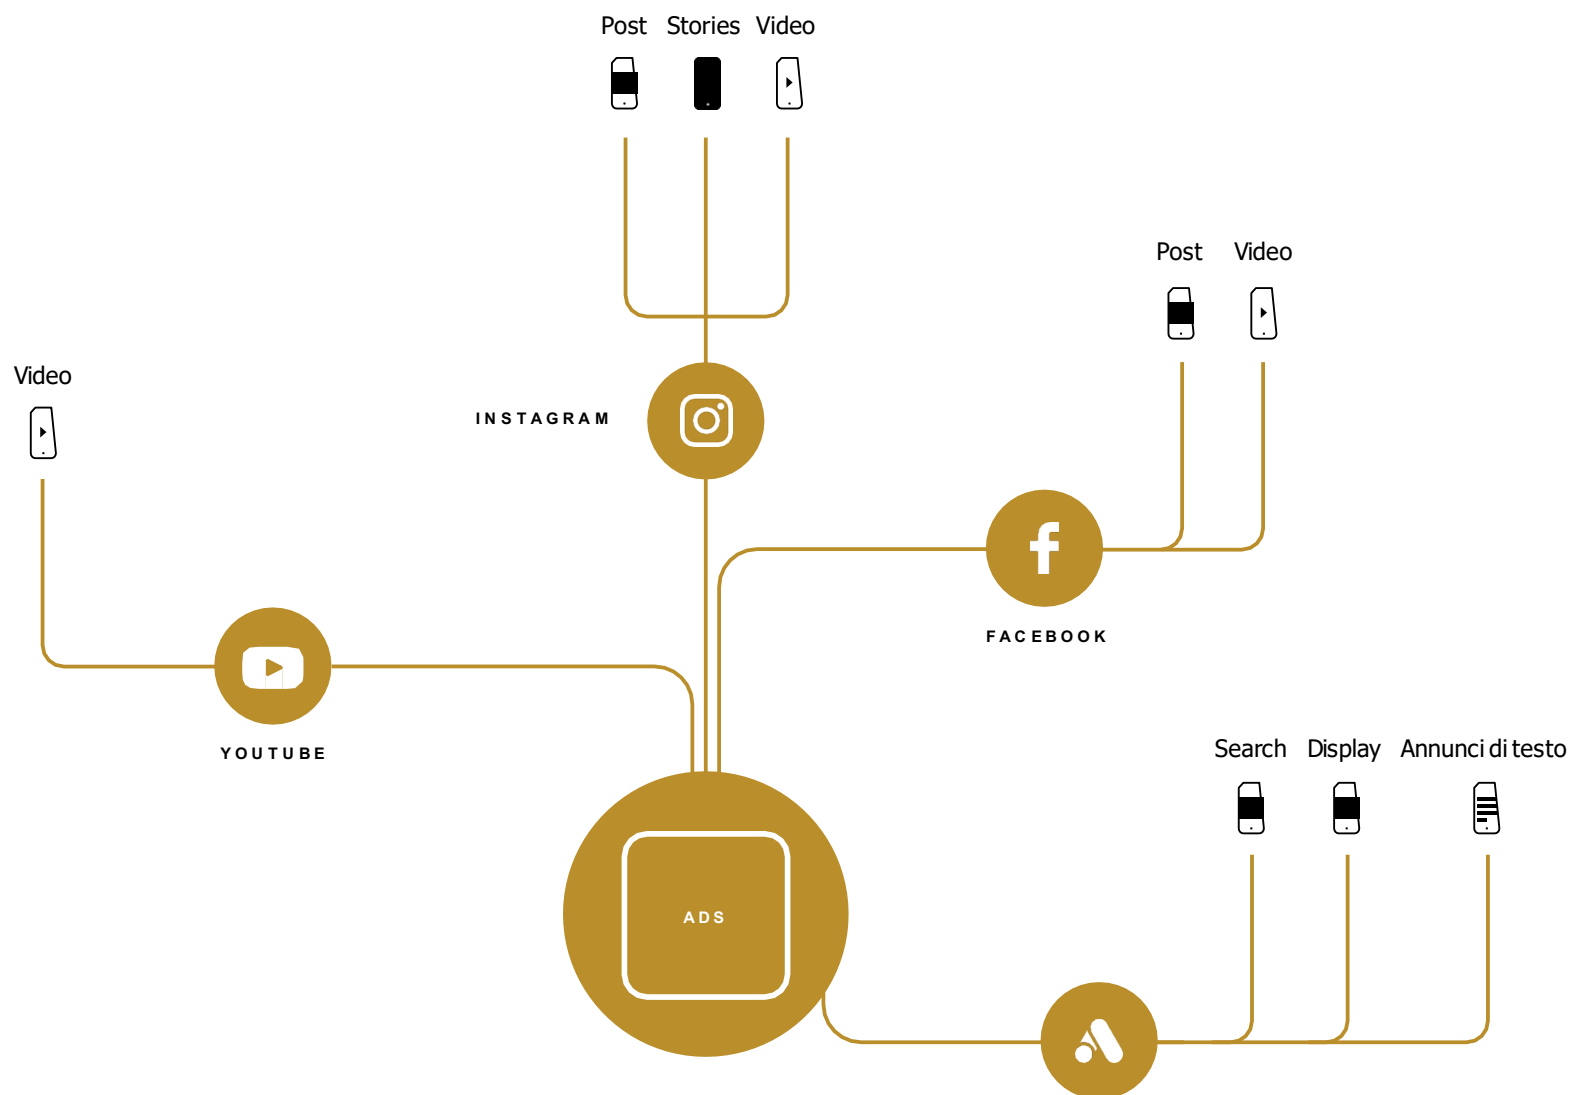 Post Stories Video
Post Video
Video
INSTAGRAM
FACEBOOK
YOUTUBE
Search Display Annunci di testo
ADS